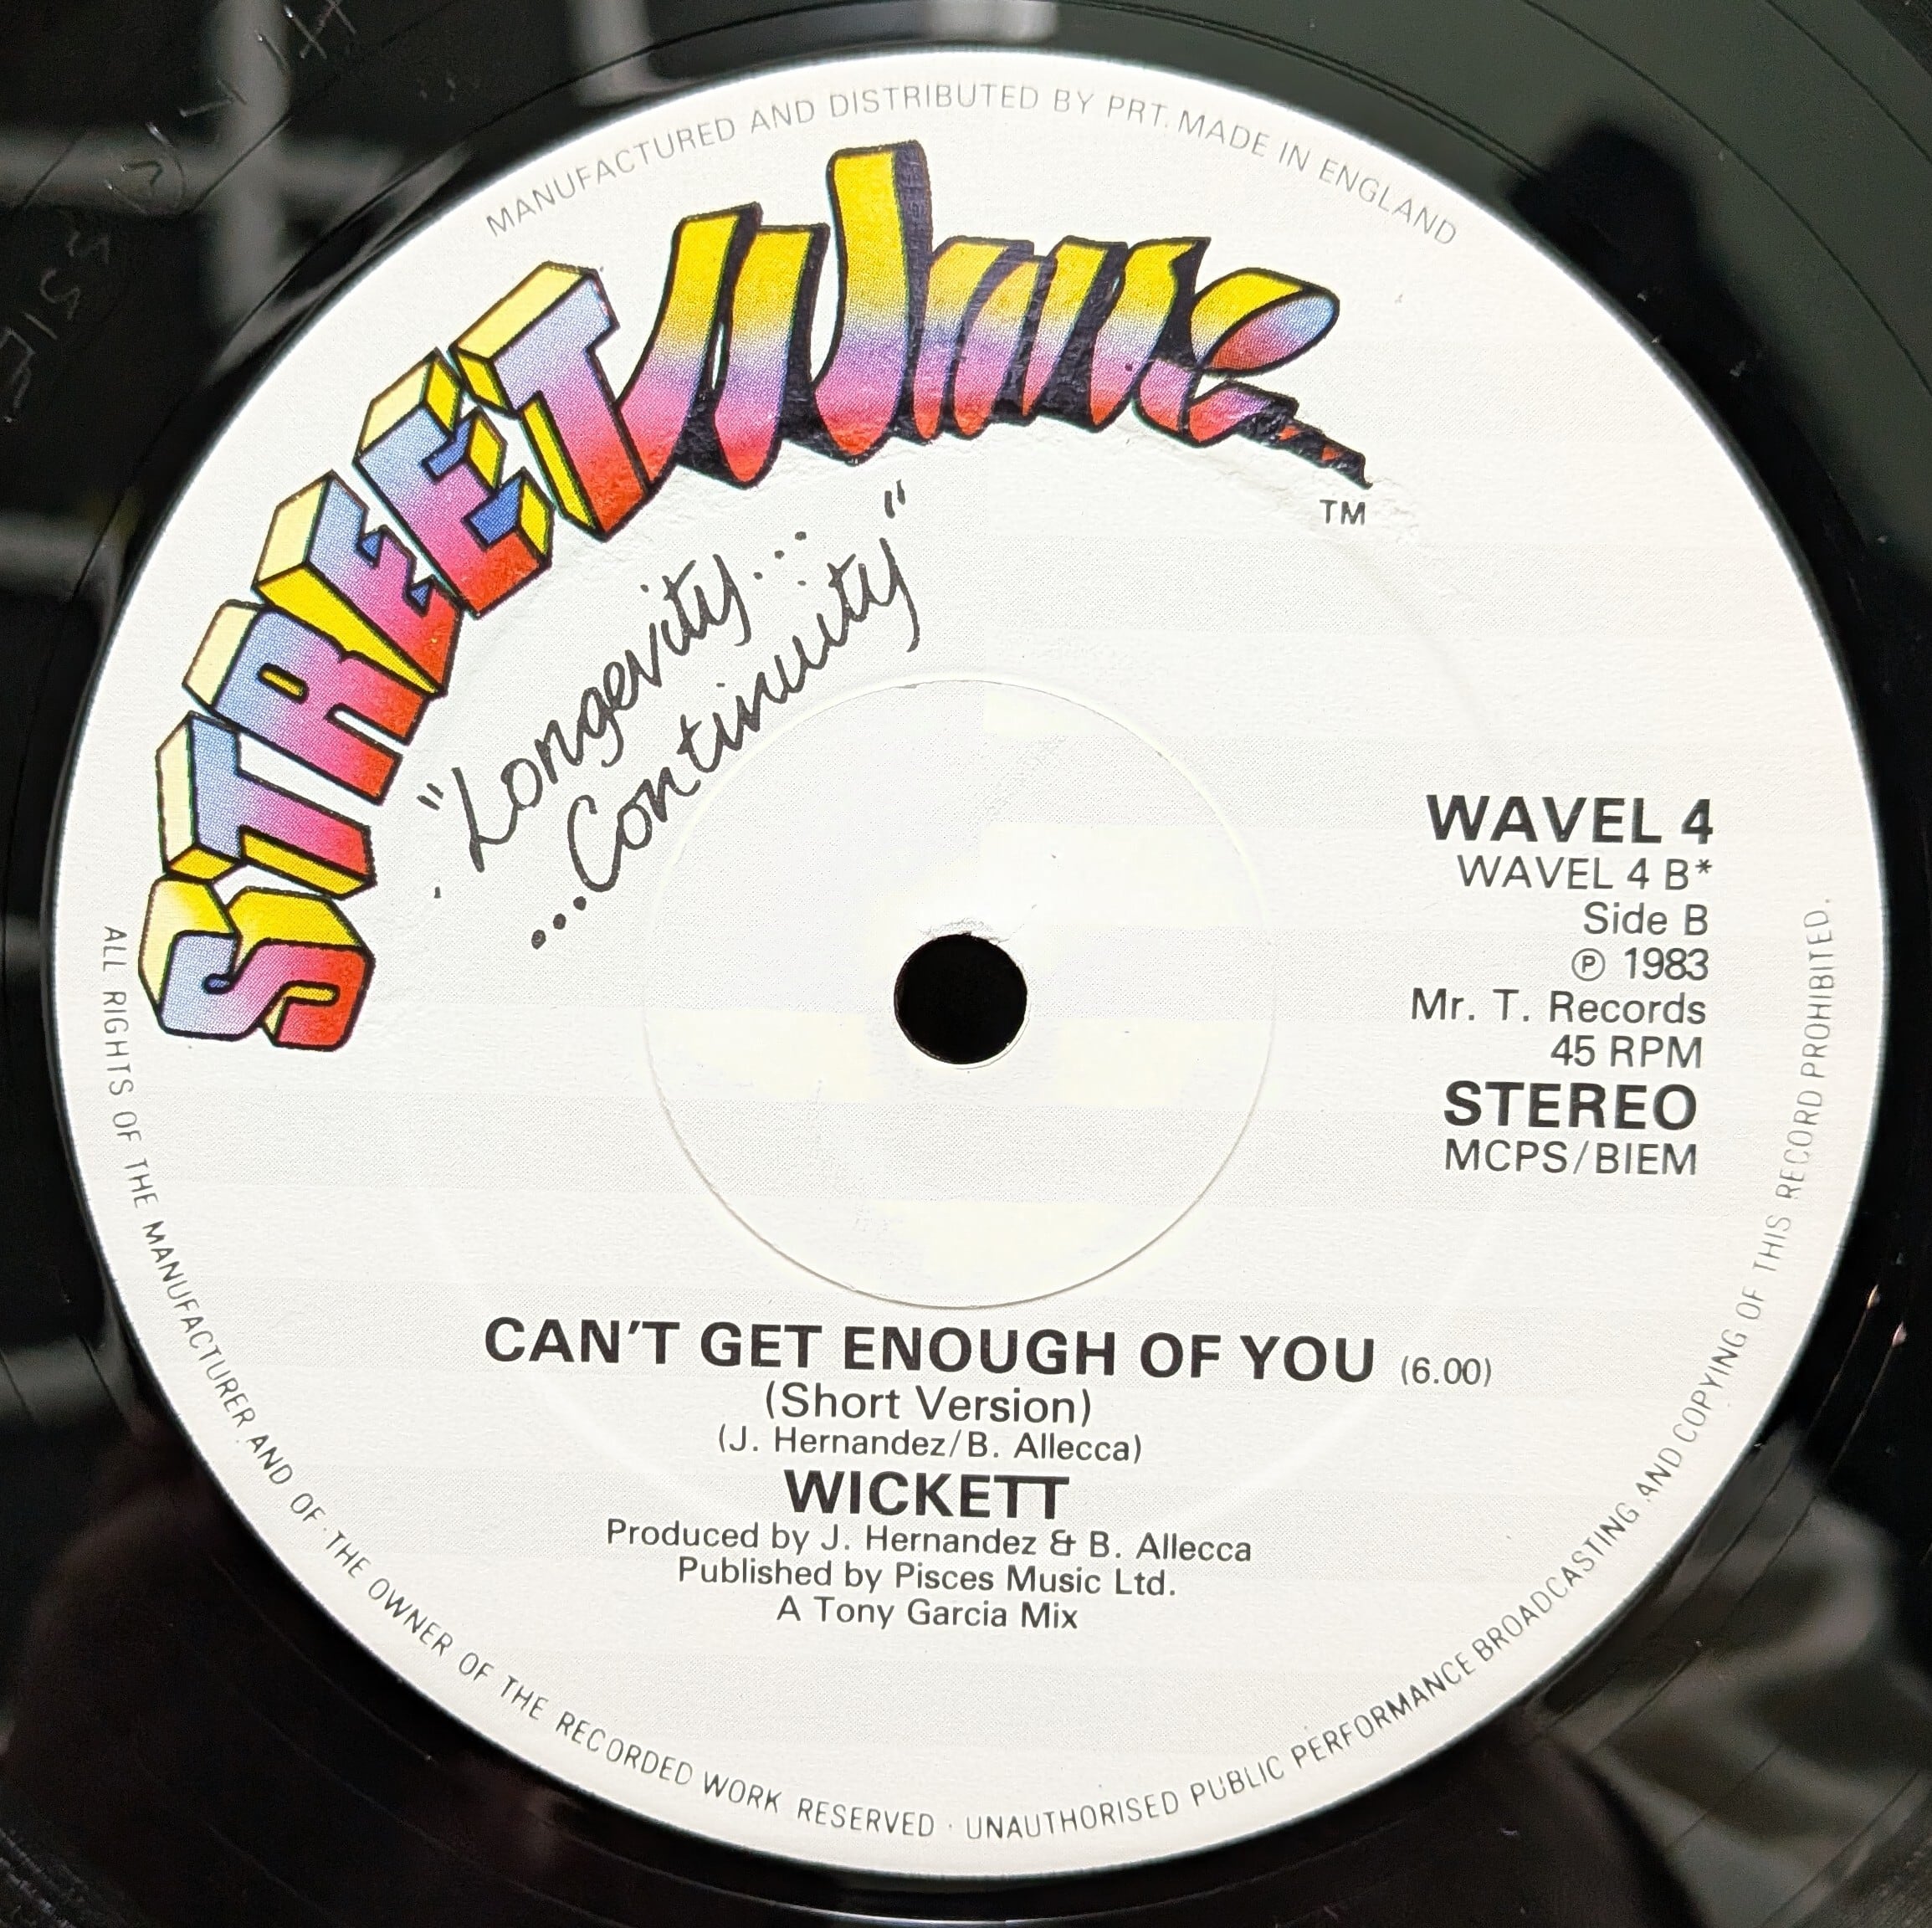 MANUFACTURED AND DISTRIBUTED BY PRT. MADE IN ENGLAND
STREETWave
TM
"Longevity...
...Continuity"
WAVEL 4
WAVEL 4 B*
Side B
Ⓟ 1983
Mr. T. Records
45 RPM
STEREO
MCPS/BIEM
CAN'T GET ENOUGH OF YOU (6.00)
(Short Version)
(J. Hernandez/B. Allecca)
WICKETT
Produced by J. Hernandez & B. Allecca
Published by Pisces Music Ltd.
A Tony Garcia Mix
ALL RIGHTS OF THE MANUFACTURER AND OF THE OWNER OF THE RECORDED WORK RESERVED · UNAUTHORISED PUBLIC PERFORMANCE BROADCASTING AND COPYING OF THIS RECORD PROHIBITED.